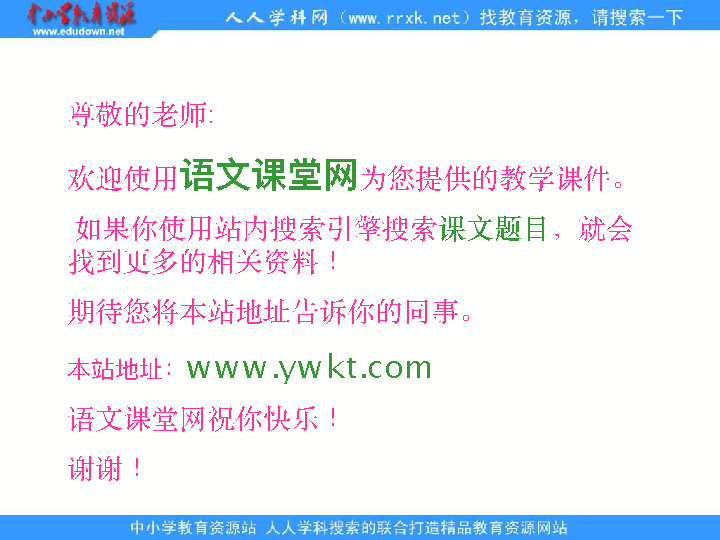 中小学教育资源
www.edudown.net
人人学科网（www.rrxk.net）找教育资源，请搜索一下
尊敬的老师:
欢迎使用语文课堂网为您提供的教学课件。
如果你使用站内搜索引擎搜索课文题目，就会
找到更多的相关资料！
期待您将本站地址告诉你的同事。
本站地址：www.ywkt.com
语文课堂网祝你快乐！
谢谢！
中小学教育资源站 人人学科搜索的联合打造精品教育资源网站